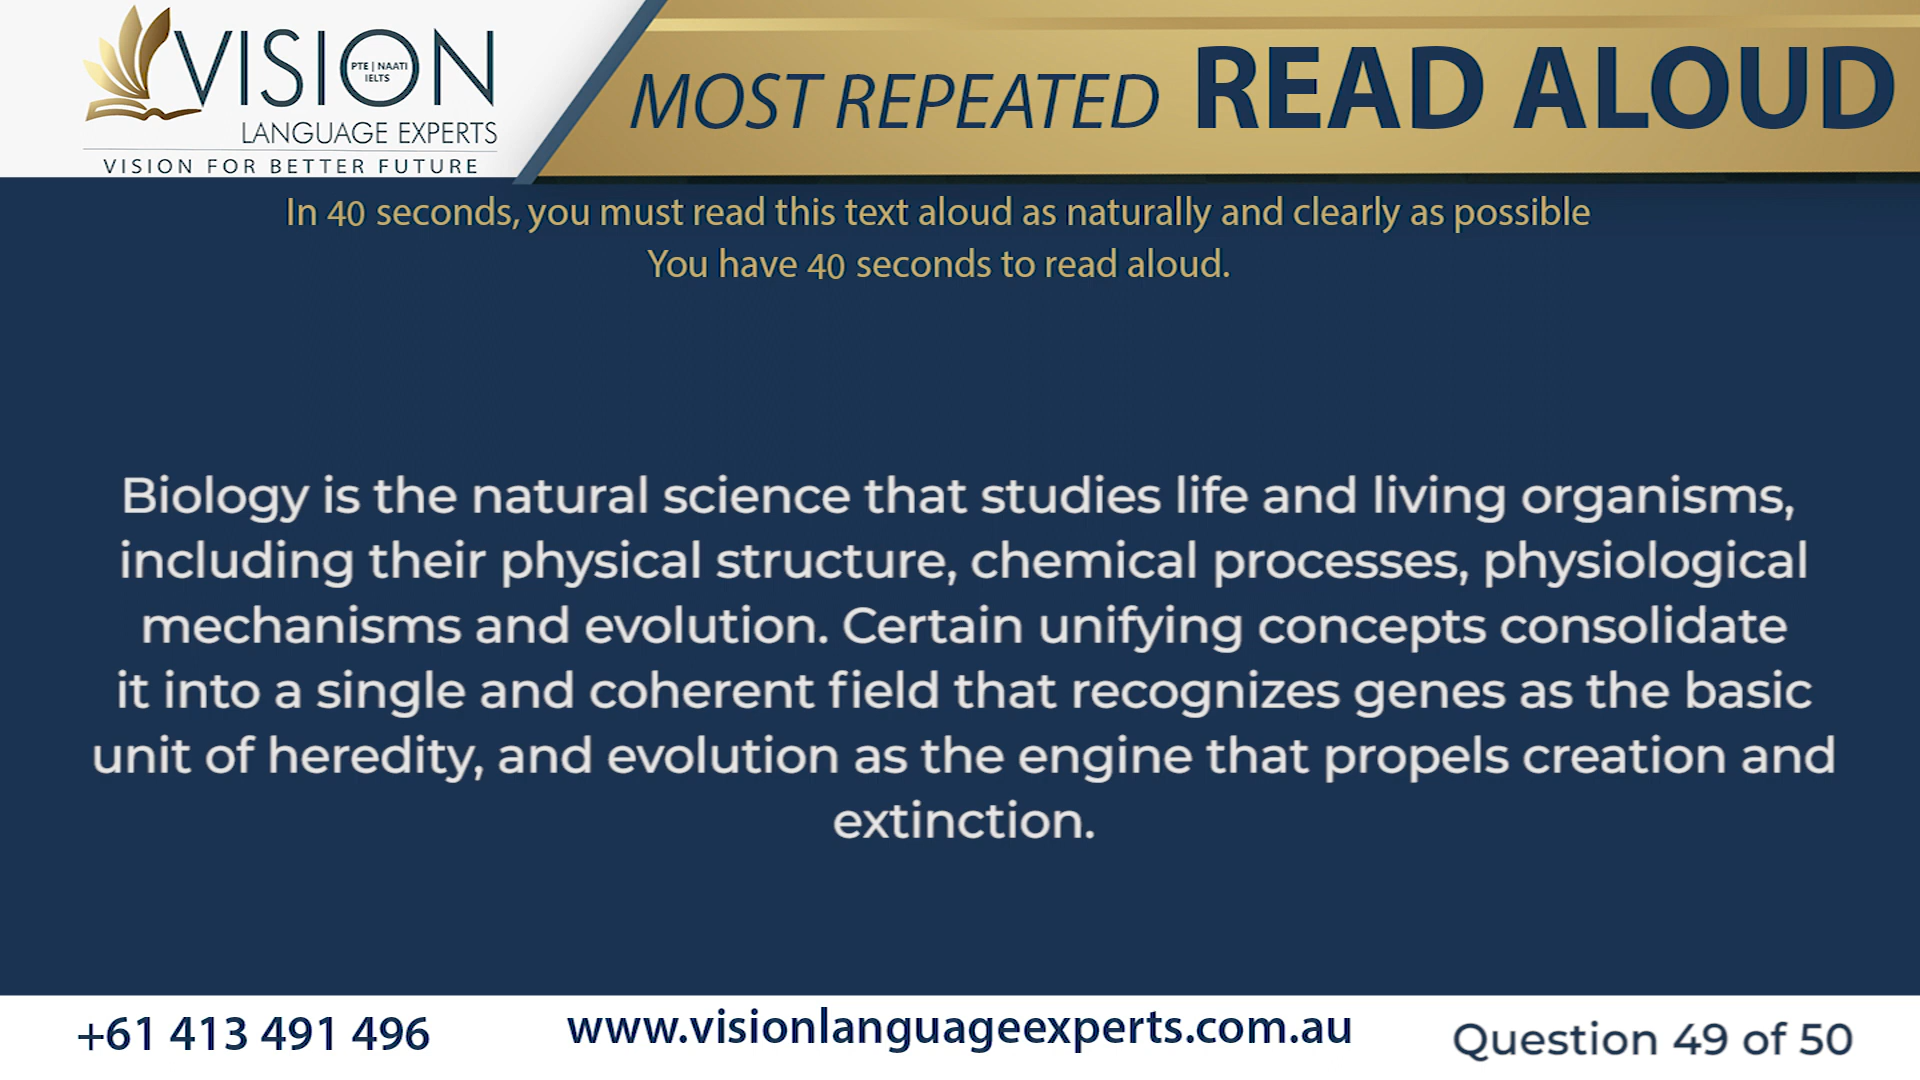 VISION
PTE | NAATI
IELTS
LANGUAGE EXPERTS
VISION FOR BETTER FUTURE
MOST REPEATED READ ALOUD
In 40 seconds, you must read this text aloud as naturally and clearly as possible
You have 40 seconds to read aloud.
Biology is the natural science that studies life and living organisms,
including their physical structure, chemical processes, physiological
mechanisms and evolution. Certain unifying concepts consolidate
it into a single and coherent field that recognizes genes as the basic
unit of heredity, and evolution as the engine that propels creation and
extinction.
+61 413 491 496
www.visionlanguageexperts.com.au
Question 49 of 50